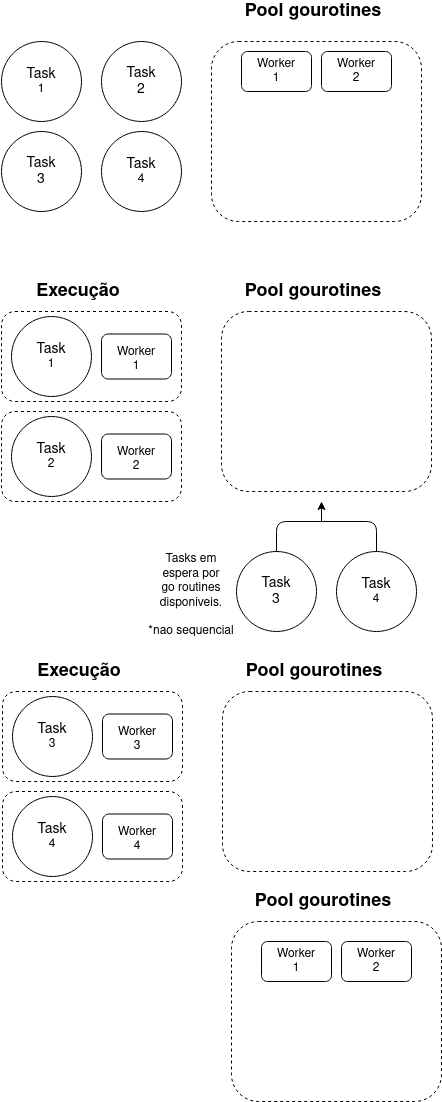 Pool gourotines
Task
1
Task
2
Worker
1
Worker
2
Task
3
Task
4
Execução
Pool gourotines
Task
1
Worker
1
Task
2
Worker
2
Tasks em
espera por
go routines
disponiveis.
*nao sequencial
Task
3
Task
4
Execução
Pool gourotines
Task
3
Worker
3
Task
4
Worker
4
Pool gourotines
Worker
1
Worker
2